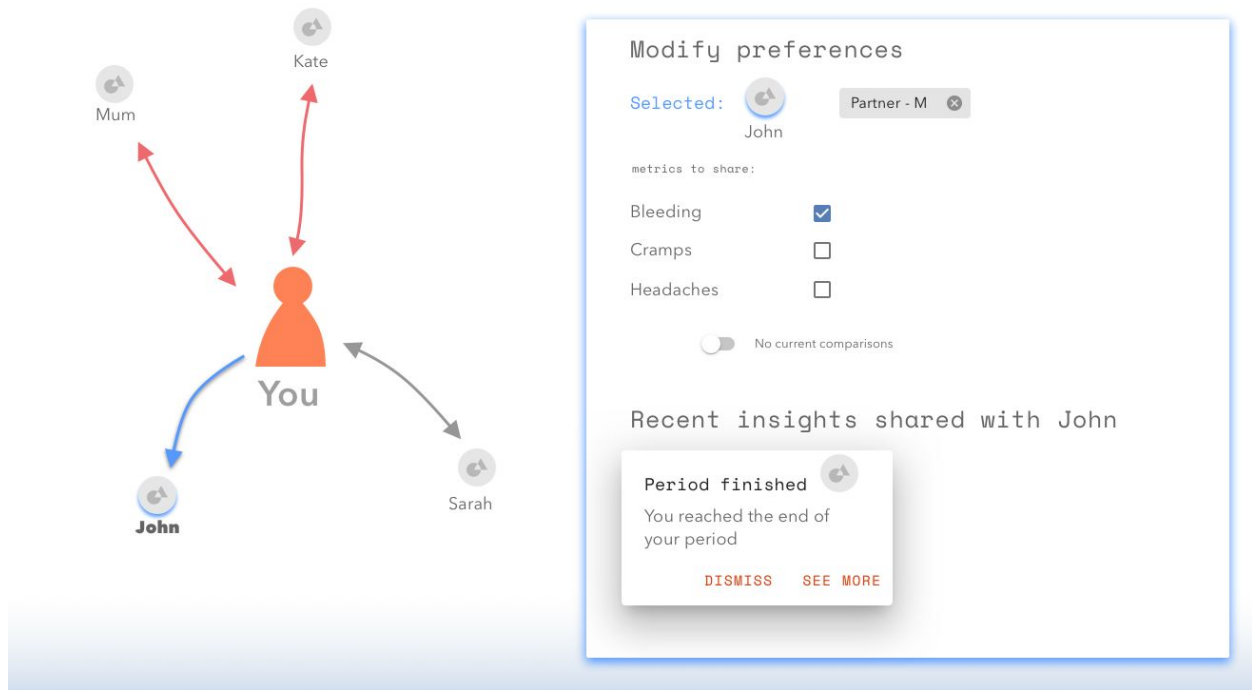 Kate
Mum
You
John
Sarah
Modify preferences
Selected:
John
Partner - M
metrics to share:
Bleeding
Cramps
Headaches
No current comparisons
Recent insights shared with John
Period finished
You reached the end of
your period
DISMISS SEE MORE